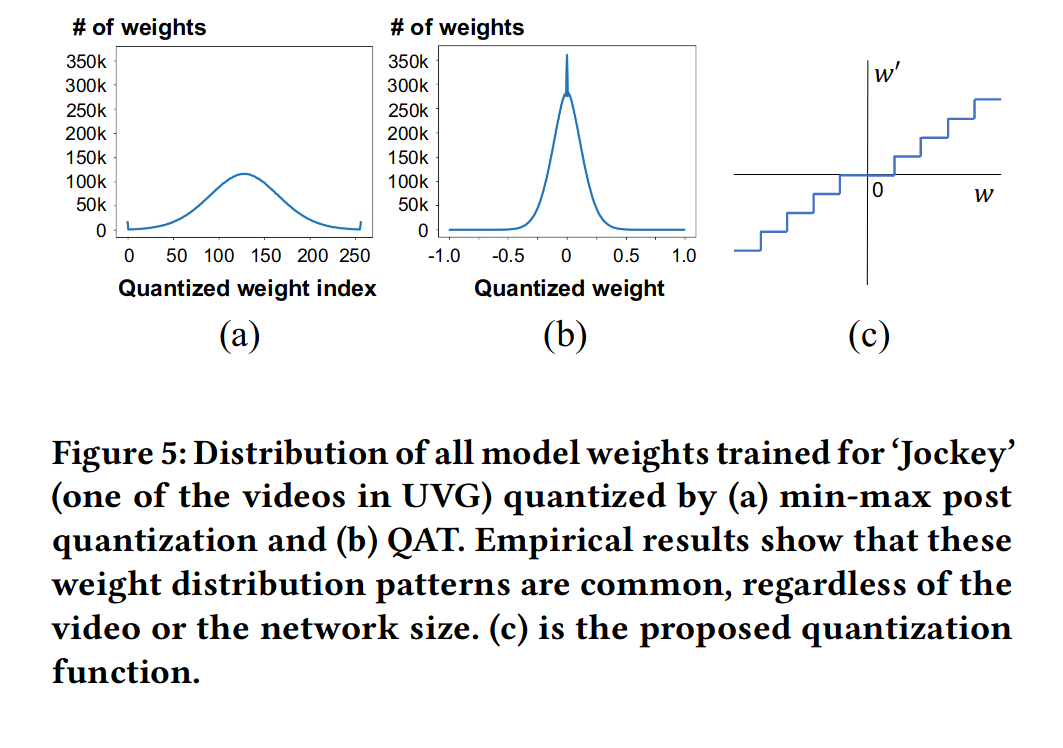 # of weights
350k
300k
250k
200k
150k
100k
50k
0
0 50 100 150 200 250
Quantized weight index
(a)
# of weights
350k
300k
250k
200k
150k
100k
50k
0
-1.0 -0.5 0 0.5 1.0
Quantized weight
(b)
w′
0
w
(c)
Figure 5: Distribution of all model weights trained for ‘Jockey’
(one of the videos in UVG) quantized by (a) min-max post
quantization and (b) QAT. Empirical results show that these
weight distribution patterns are common, regardless of the
video or the network size. (c) is the proposed quantization
function.